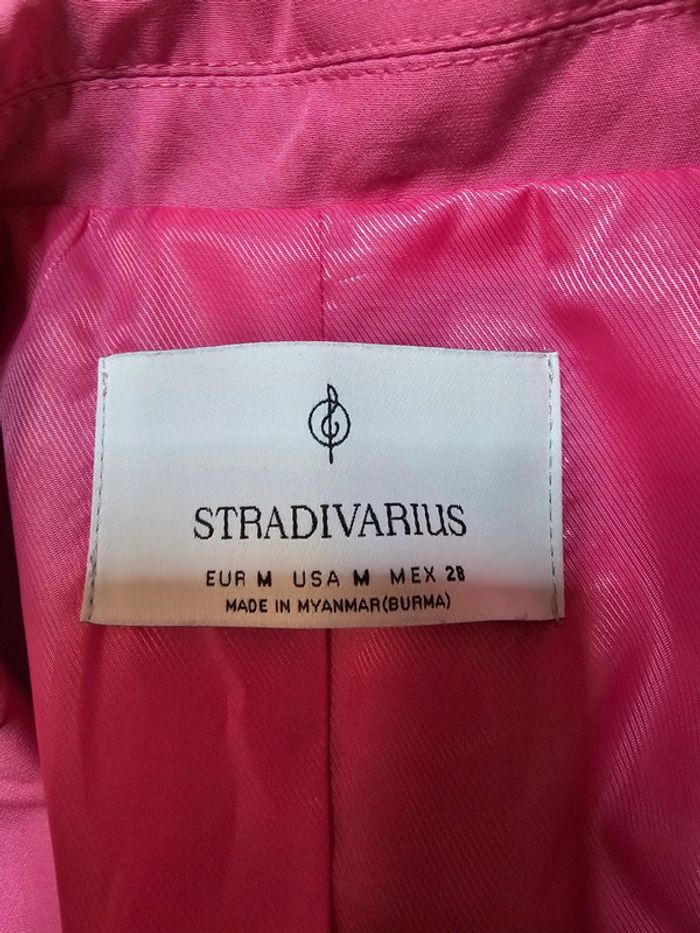 STRADIVARIUS
EUR M USA M MEX 28
MADE IN MYANMAR(BURMA)